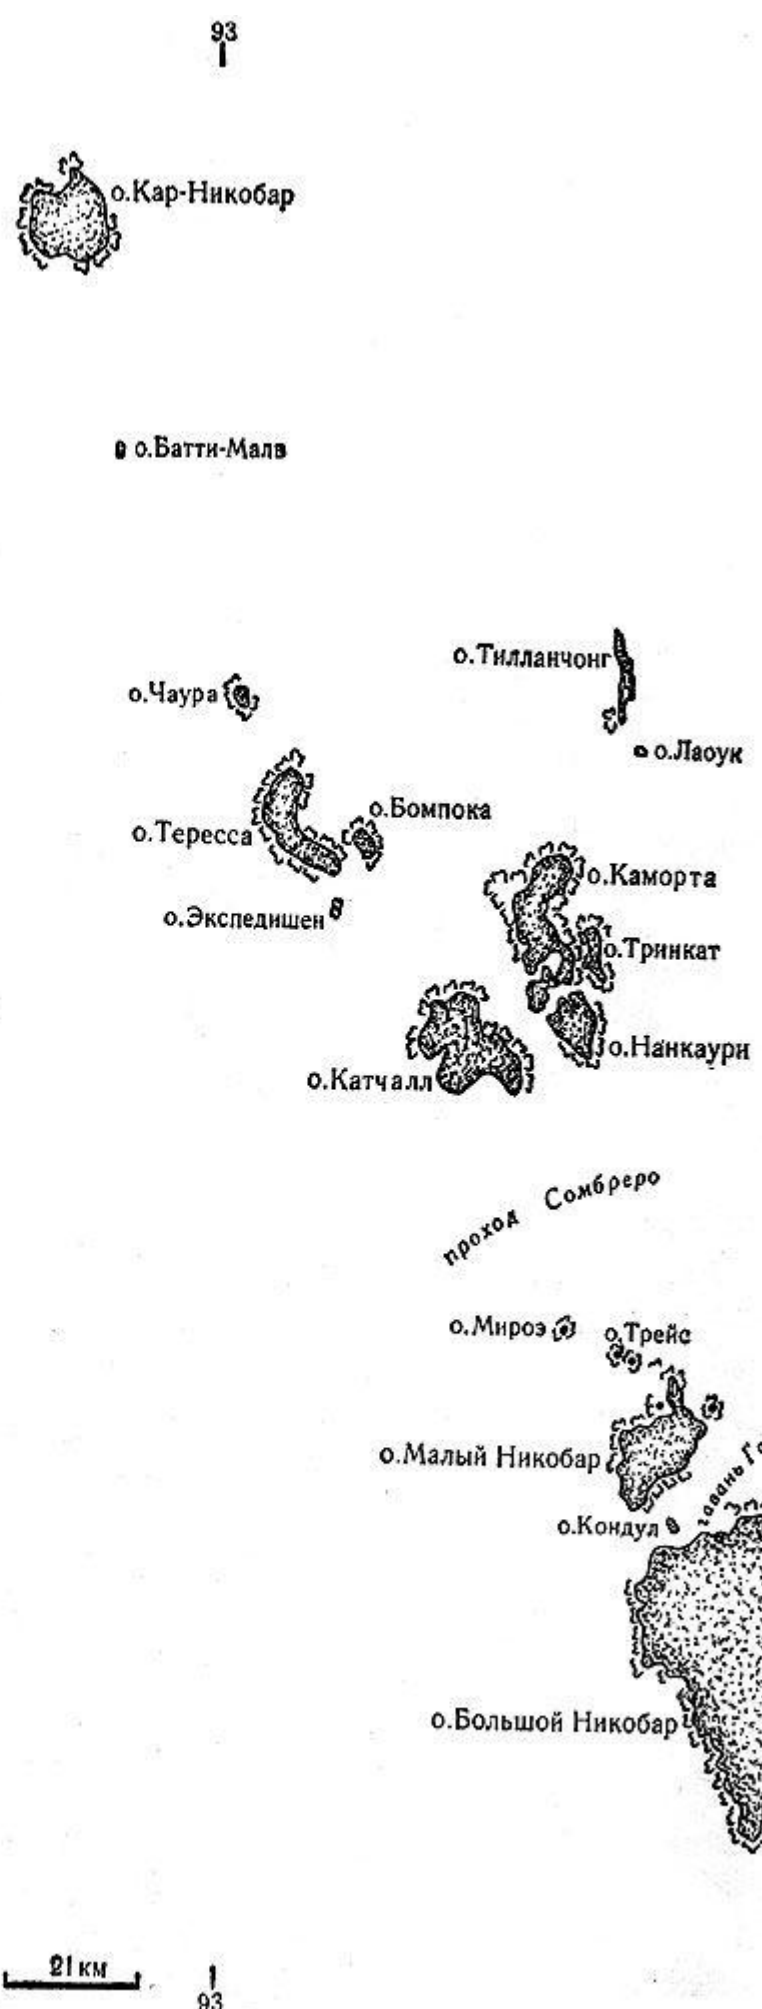 93
о.Кар-Никобар
о.Батти-Малв
о.Тилланчонг
о.Чаура
о.Лаоук
о.Бомпока
о.Тересса
о.Каморта
о.Экспедишен
о.Тринкат
о.Нанкаури
о.Катчалл
проход Сомбреро
о.Мироэ
о.Трейс
о.Малый Никобар
гавань
о.Кондул
о.Большой Никобар
21 км
93